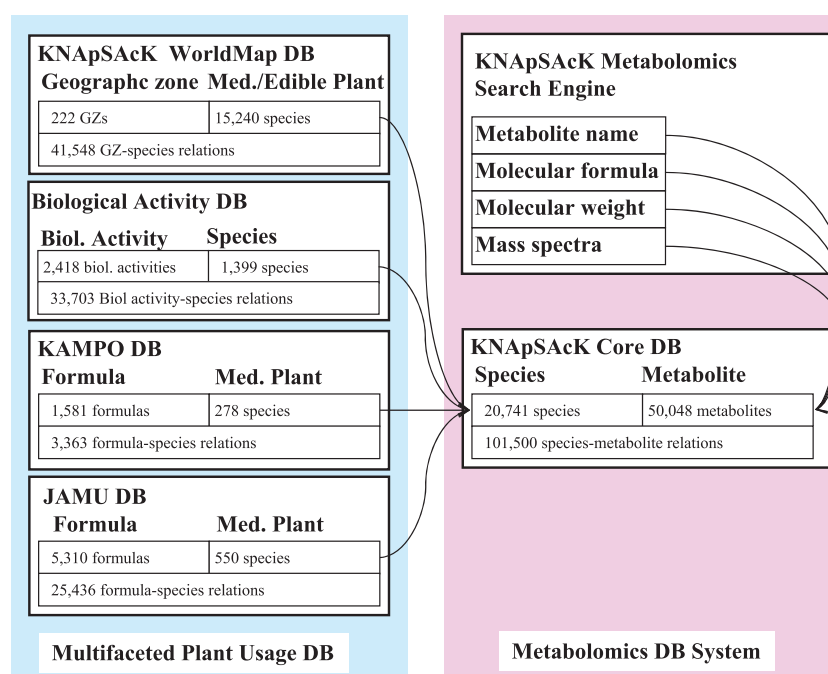 KNApSAcK WorldMap DB
Geographc zone Med./Edible Plant
222 GZs 15,240 species
41,548 GZ-species relations
Biological Activity DB
Biol. Activity Species
2,418 biol. activities 1,399 species
33,703 Biol activity-species relations
KAMPO DB
Formula Med. Plant
1,581 formulas 278 species
3,363 formula-species relations
JAMU DB
Formula Med. Plant
5,310 formulas 550 species
25,436 formula-species relations
Multifaceted Plant Usage DB
KNApSAcK Metabolomics
Search Engine
Metabolite name
Molecular formula
Molecular weight
Mass spectra
KNApSAcK Core DB
Species Metabolite
20,741 species 50,048 metabolites
101,500 species-metabolite relations
Metabolomics DB System